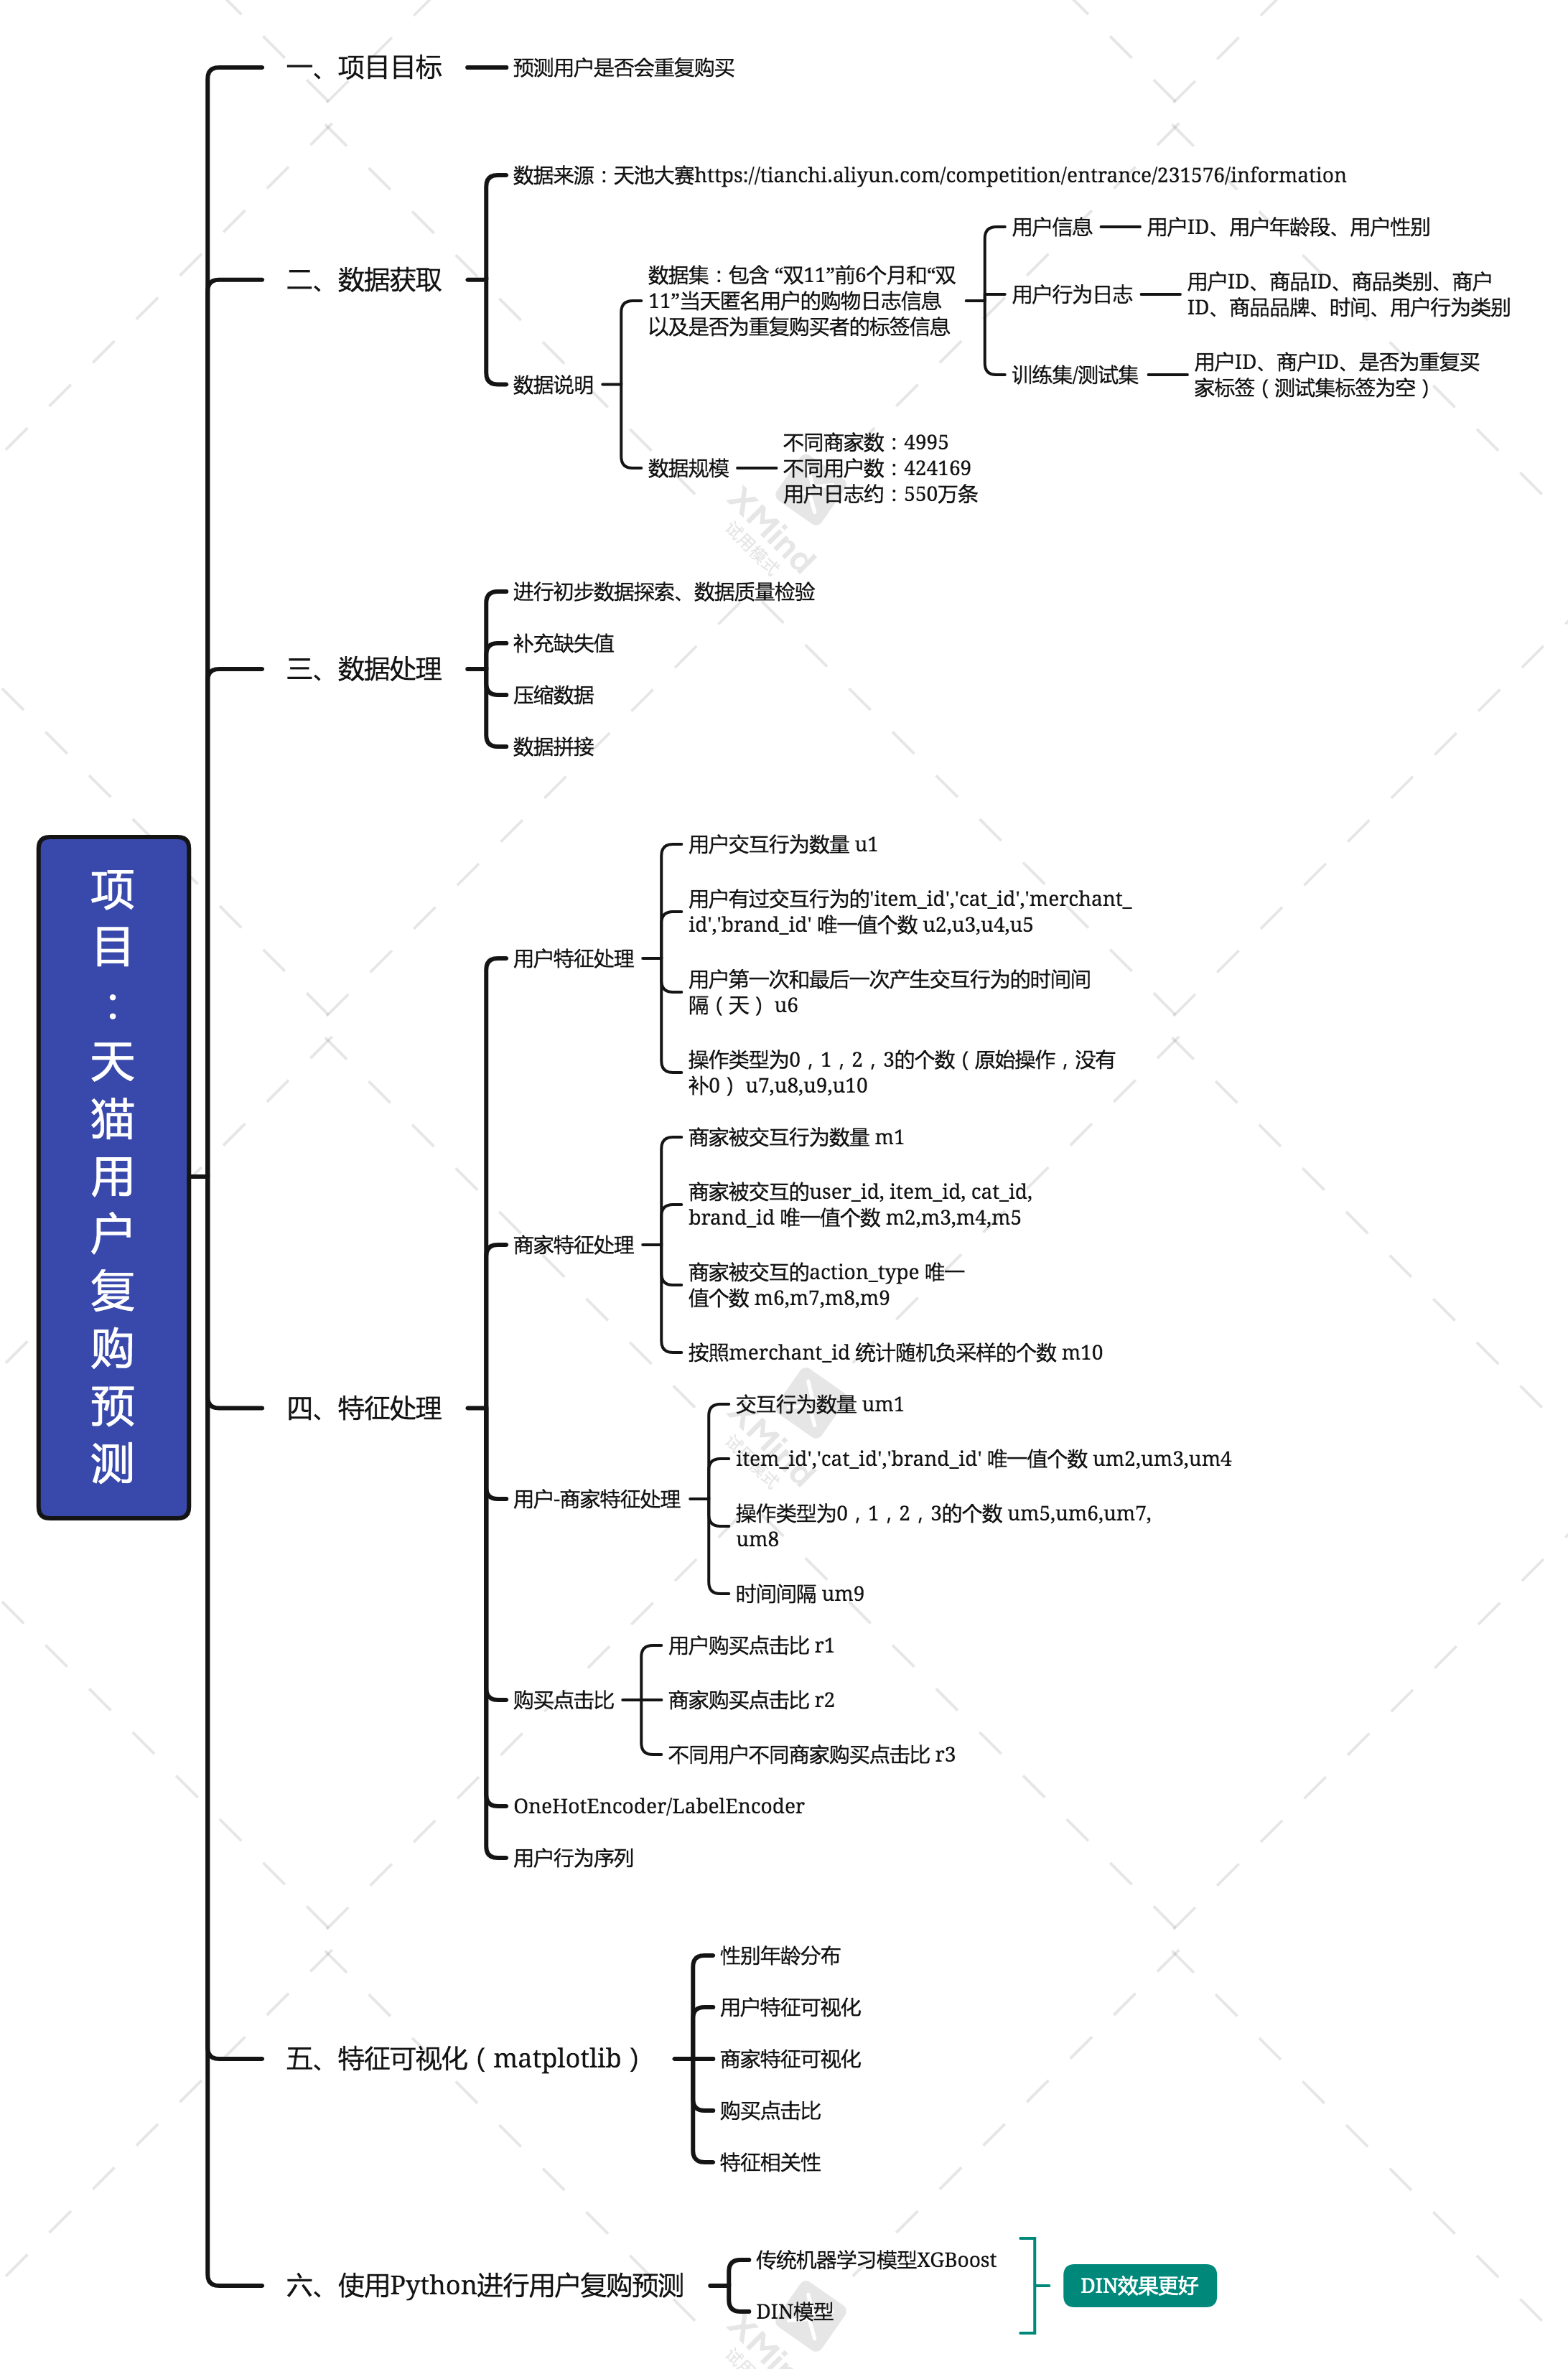 项目：天猫用户复购预测
一、项目目标
预测用户是否会重复购买
二、数据获取
数据来源：天池大赛https://tianchi.aliyun.com/competition/entrance/231576/information
数据说明
数据集：包含 “双11”前6个月和“双
11”当天匿名用户的购物日志信息
以及是否为重复购买者的标签信息
用户信息
用户ID、用户年龄段、用户性别
用户行为日志
用户ID、商品ID、商品类别、商户
ID、商品品牌、时间、用户行为类别
训练集/测试集
用户ID、商户ID、是否为重复买
家标签（测试集标签为空）
数据规模
不同商家数：4995
不同用户数：424169
用户日志约：550万条
三、数据处理
进行初步数据探索、数据质量检验
补充缺失值
压缩数据
数据拼接
四、特征处理
用户特征处理
用户交互行为数量 u1
用户有过交互行为的'item_id','cat_id','merchant_
id','brand_id' 唯一值个数 u2,u3,u4,u5
用户第一次和最后一次产生交互行为的时间间
隔（天） u6
操作类型为0，1，2，3的个数（原始操作，没有
补0） u7,u8,u9,u10
商家特征处理
商家被交互行为数量 m1
商家被交互的user_id, item_id, cat_id,
brand_id 唯一值个数 m2,m3,m4,m5
商家被交互的action_type 唯一
值个数 m6,m7,m8,m9
按照merchant_id 统计随机负采样的个数 m10
用户-商家特征处理
交互行为数量 um1
item_id','cat_id','brand_id' 唯一值个数 um2,um3,um4
操作类型为0，1，2，3的个数 um5,um6,um7,
um8
时间间隔 um9
购买点击比
用户购买点击比 r1
商家购买点击比 r2
不同用户不同商家购买点击比 r3
OneHotEncoder/LabelEncoder
用户行为序列
五、特征可视化（matplotlib）
性别年龄分布
用户特征可视化
商家特征可视化
购买点击比
特征相关性
六、使用Python进行用户复购预测
传统机器学习模型XGBoost
DIN模型
DIN效果更好
XMind
试用模式
XMind
试用模式
XMind